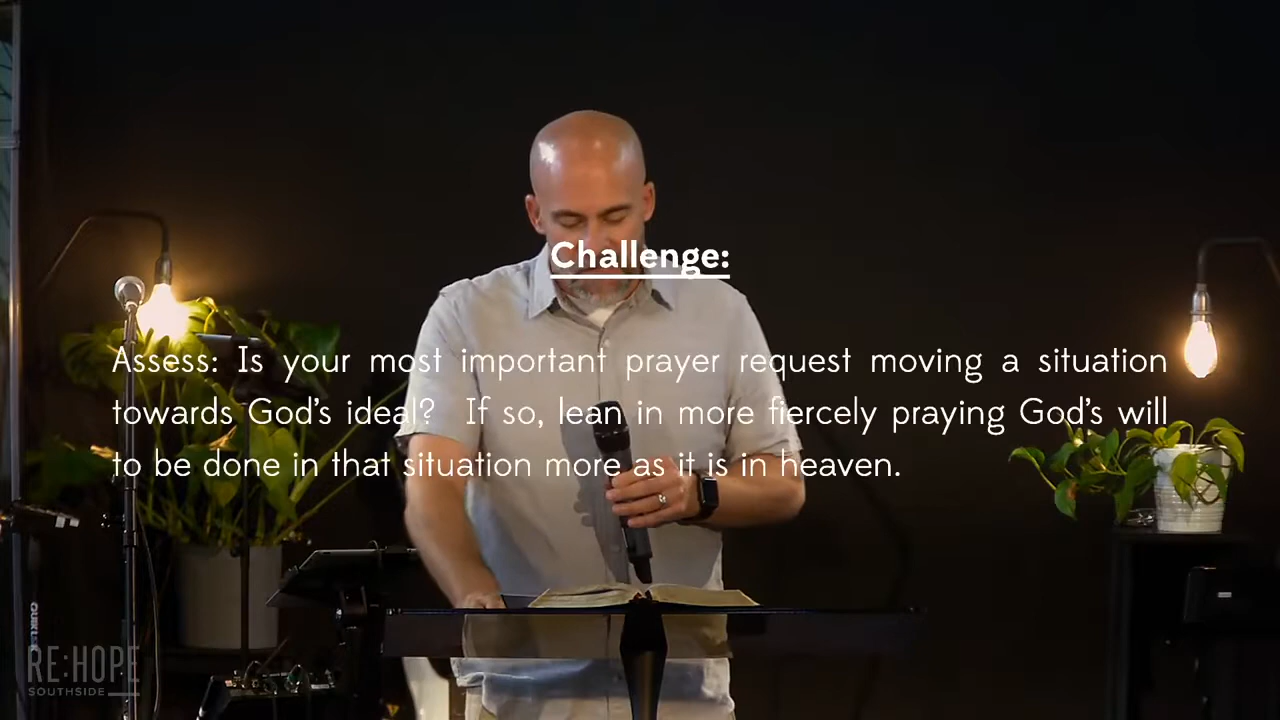 Challenge:
Assess: Is your most important prayer request moving a situation
towards God's ideal?  If so, lean in more fiercely praying God's will
to be done in that situation more as it is in heaven.
RE:HOPE
SOUTHSIDE